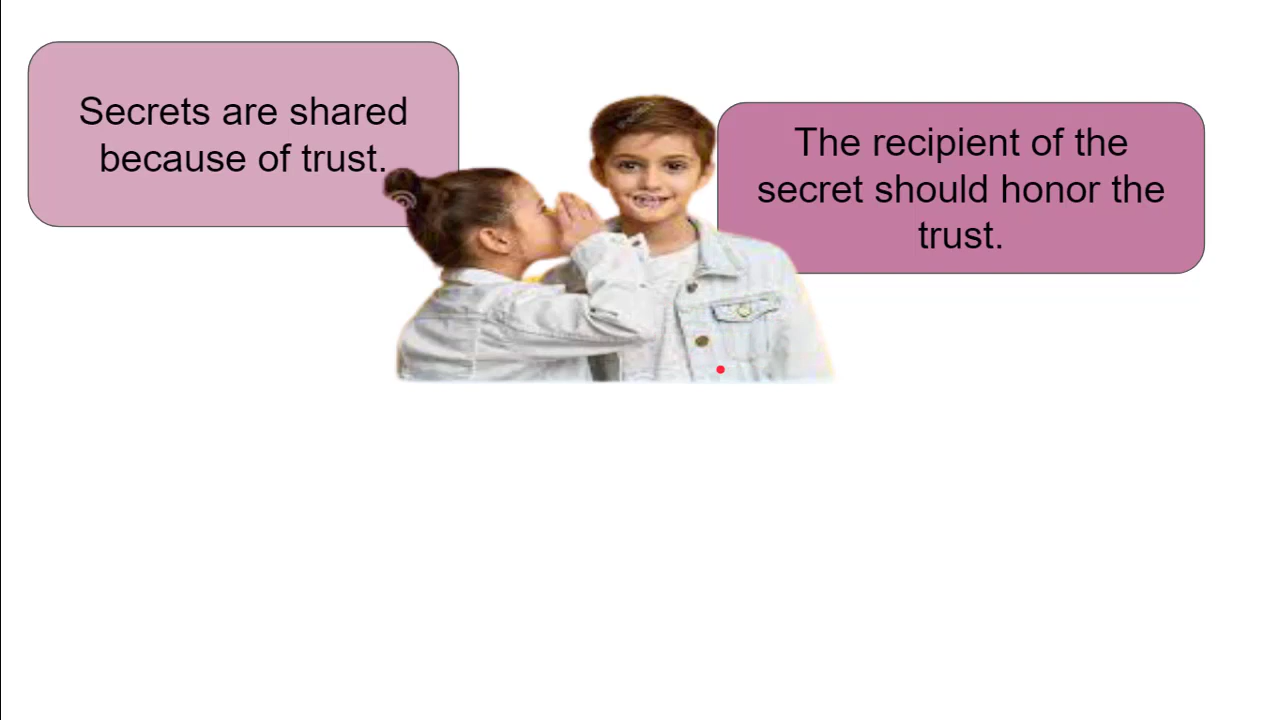 Secrets are shared
because of trust.
The recipient of the
secret should honor the
trust.